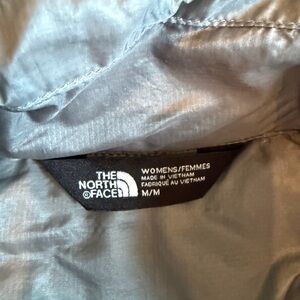 THE
NORTH
FACE
WOMENS/FEMMES
MADE IN VIETNAM
FABRIQUÉ AU VIETNAM
M/M